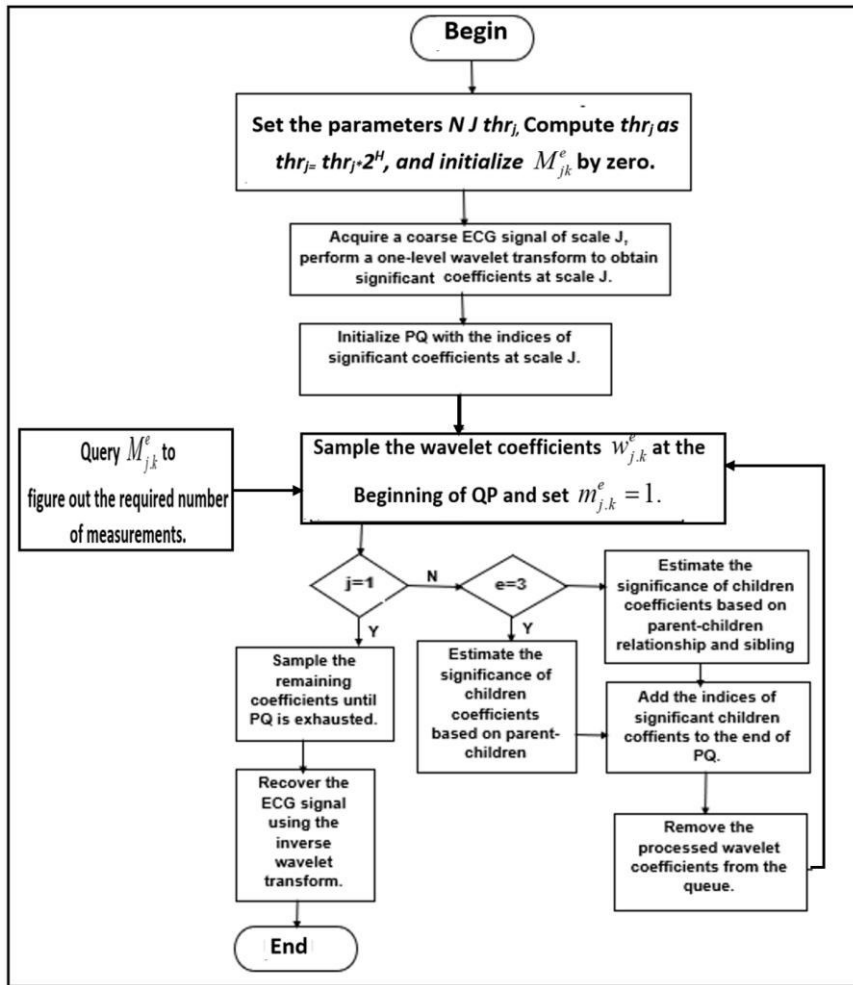 Begin
Set the parameters N J thrⱼ, Compute thrⱼ as
thrⱼ= thrⱼ*2ᴴ, and initialize Mᵉⱼₖ by zero.
Acquire a coarse ECG signal of scale J,
perform a one-level wavelet transform to obtain
significant coefficients at scale J.
Initialize PQ with the indices of
significant coefficients at scale J.
Query Mᵉⱼ.ₖ to
figure out the required number
of measurements.
Sample the wavelet coefficients wᵉⱼ.ₖ at the
Beginning of QP and set mᵉⱼ.ₖ =1.
j=1
N
e=3
Y
Y
Estimate the
significance of children
coefficients based on
parent-children
relationship and sibling
Sample the
remaining
coefficients until
PQ is exhausted.
Estimate the
significance of
children
coefficients
based on parent-
children
Add the indices of
significant children
coffients to the end of
PQ.
Recover the
ECG signal
using the
inverse
wavelet
transform.
Remove the
processed wavelet
coefficients from the
queue.
End